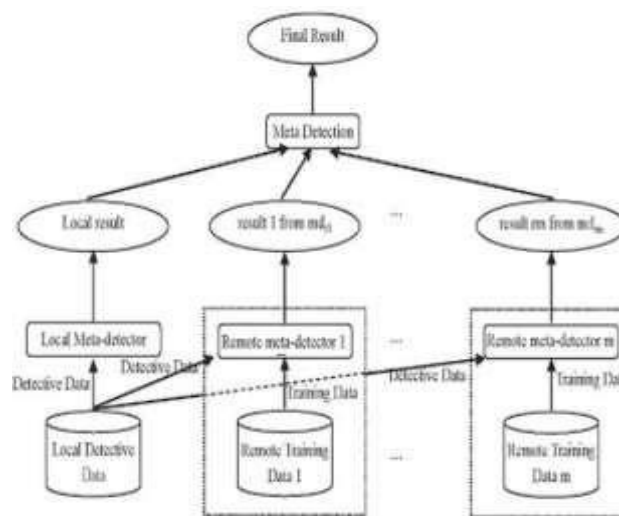 Final Result
Meta Detection
Local result
result 1 from md
...
result m from md
Local Meta-detector
Remote meta-detector 1
...
Remote meta-detector m
Detective Data
Detective Data
Training Data
Detective Data
Training Dat
Local Detective
Data
Remote Training
Data 1
...
Remote Training
Data m